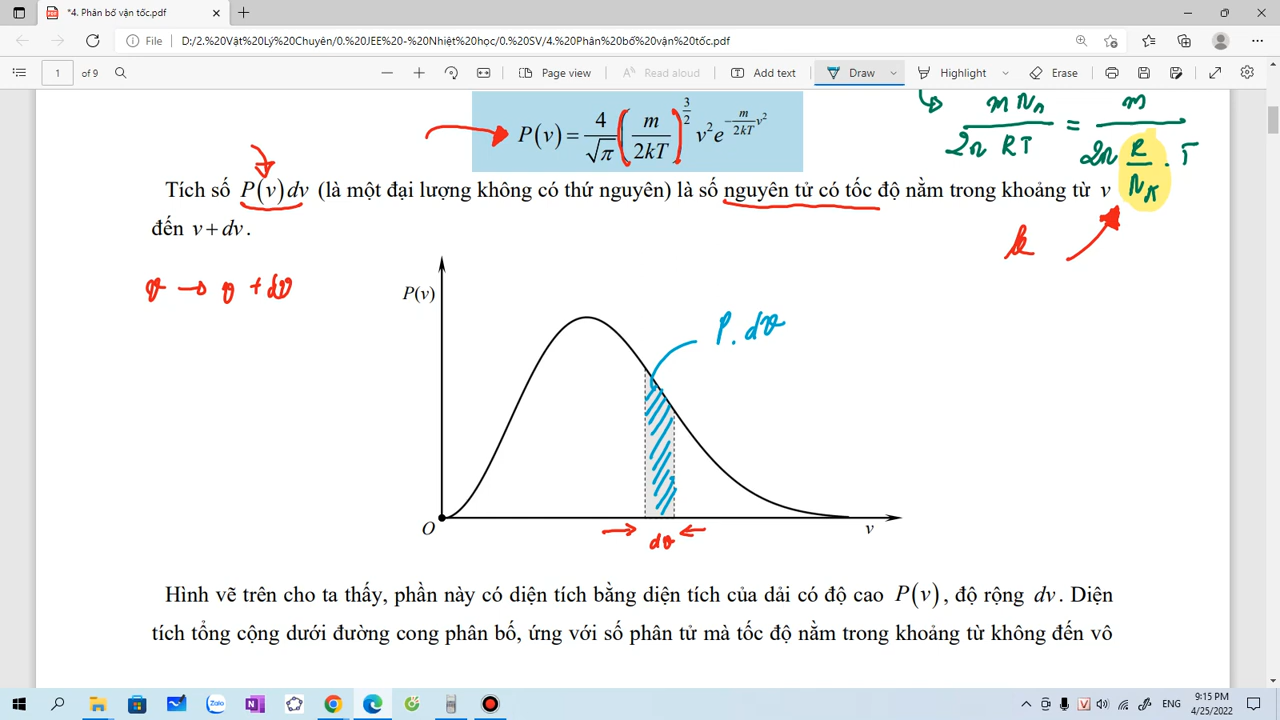 *4. Phân bố vận tốc.pdf
File D:/2.%20Vật%20Lý%20Chuyên/0.%20JEE%20-%20Nhiệt%20học/0.%20SV/4.%20Phân%20bố%20vận%20tốc.pdf
1 of 9 Page view Read aloud Add text Draw Highlight Erase
P(v) = 4/√π (m/2kT)^(3/2) v² e^(−(m/2kT)v²)
Tích số P(v)dv (là một đại lượng không có thứ nguyên) là số nguyên tử có tốc độ nằm trong khoảng từ v
đến v + dv.
k
v → v + dv
P(v)
P. dv
O
v
dv
Hình vẽ trên cho ta thấy, phần này có diện tích bằng diện tích của dải có độ cao P(v), độ rộng dv. Diện
tích tổng cộng dưới đường cong phân bố, ứng với số phân tử mà tốc độ nằm trong khoảng từ không đến vô
Zalo
ENG
9:15 PM
4/25/2022